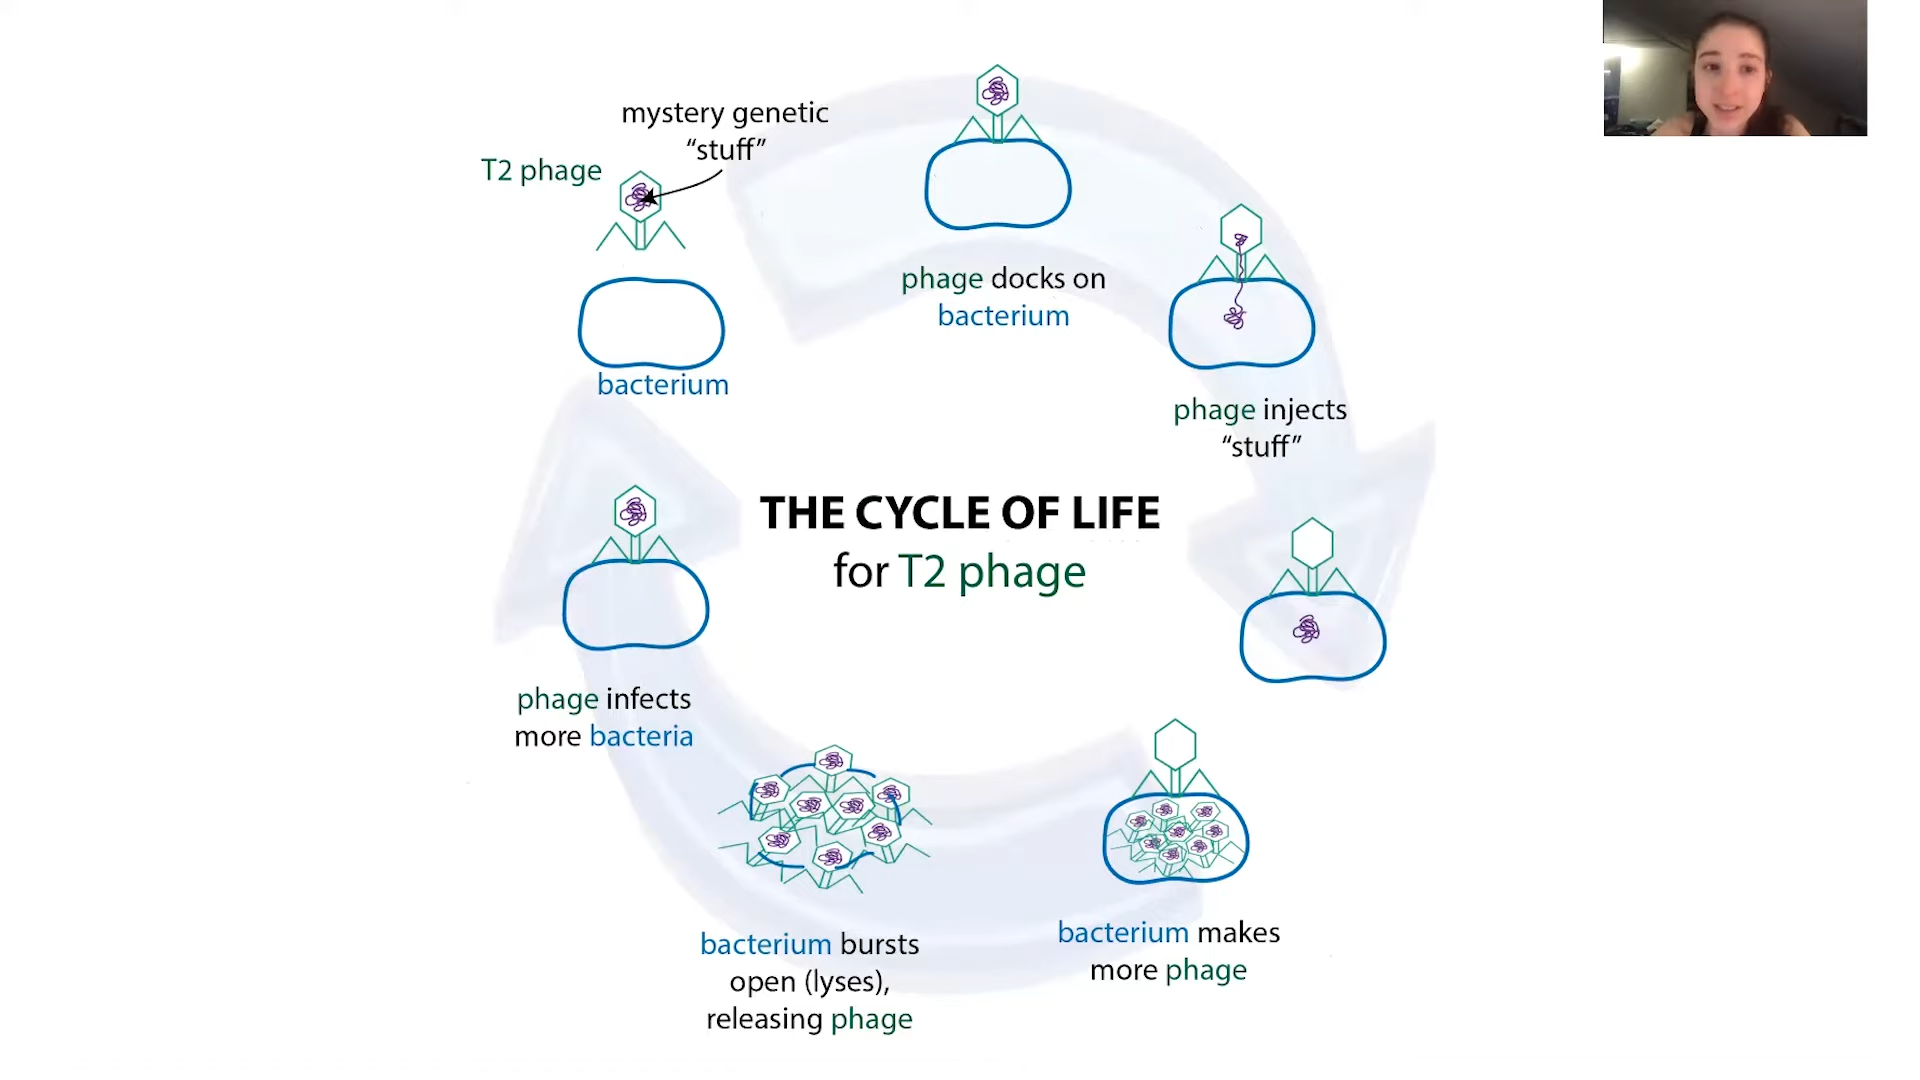 mystery genetic
“stuff”
T2 phage
bacterium
phage docks on
bacterium
phage injects
“stuff”
THE CYCLE OF LIFE
for T2 phage
bacterium makes
more phage
bacterium bursts
open (lyses),
releasing phage
phage infects
more bacteria